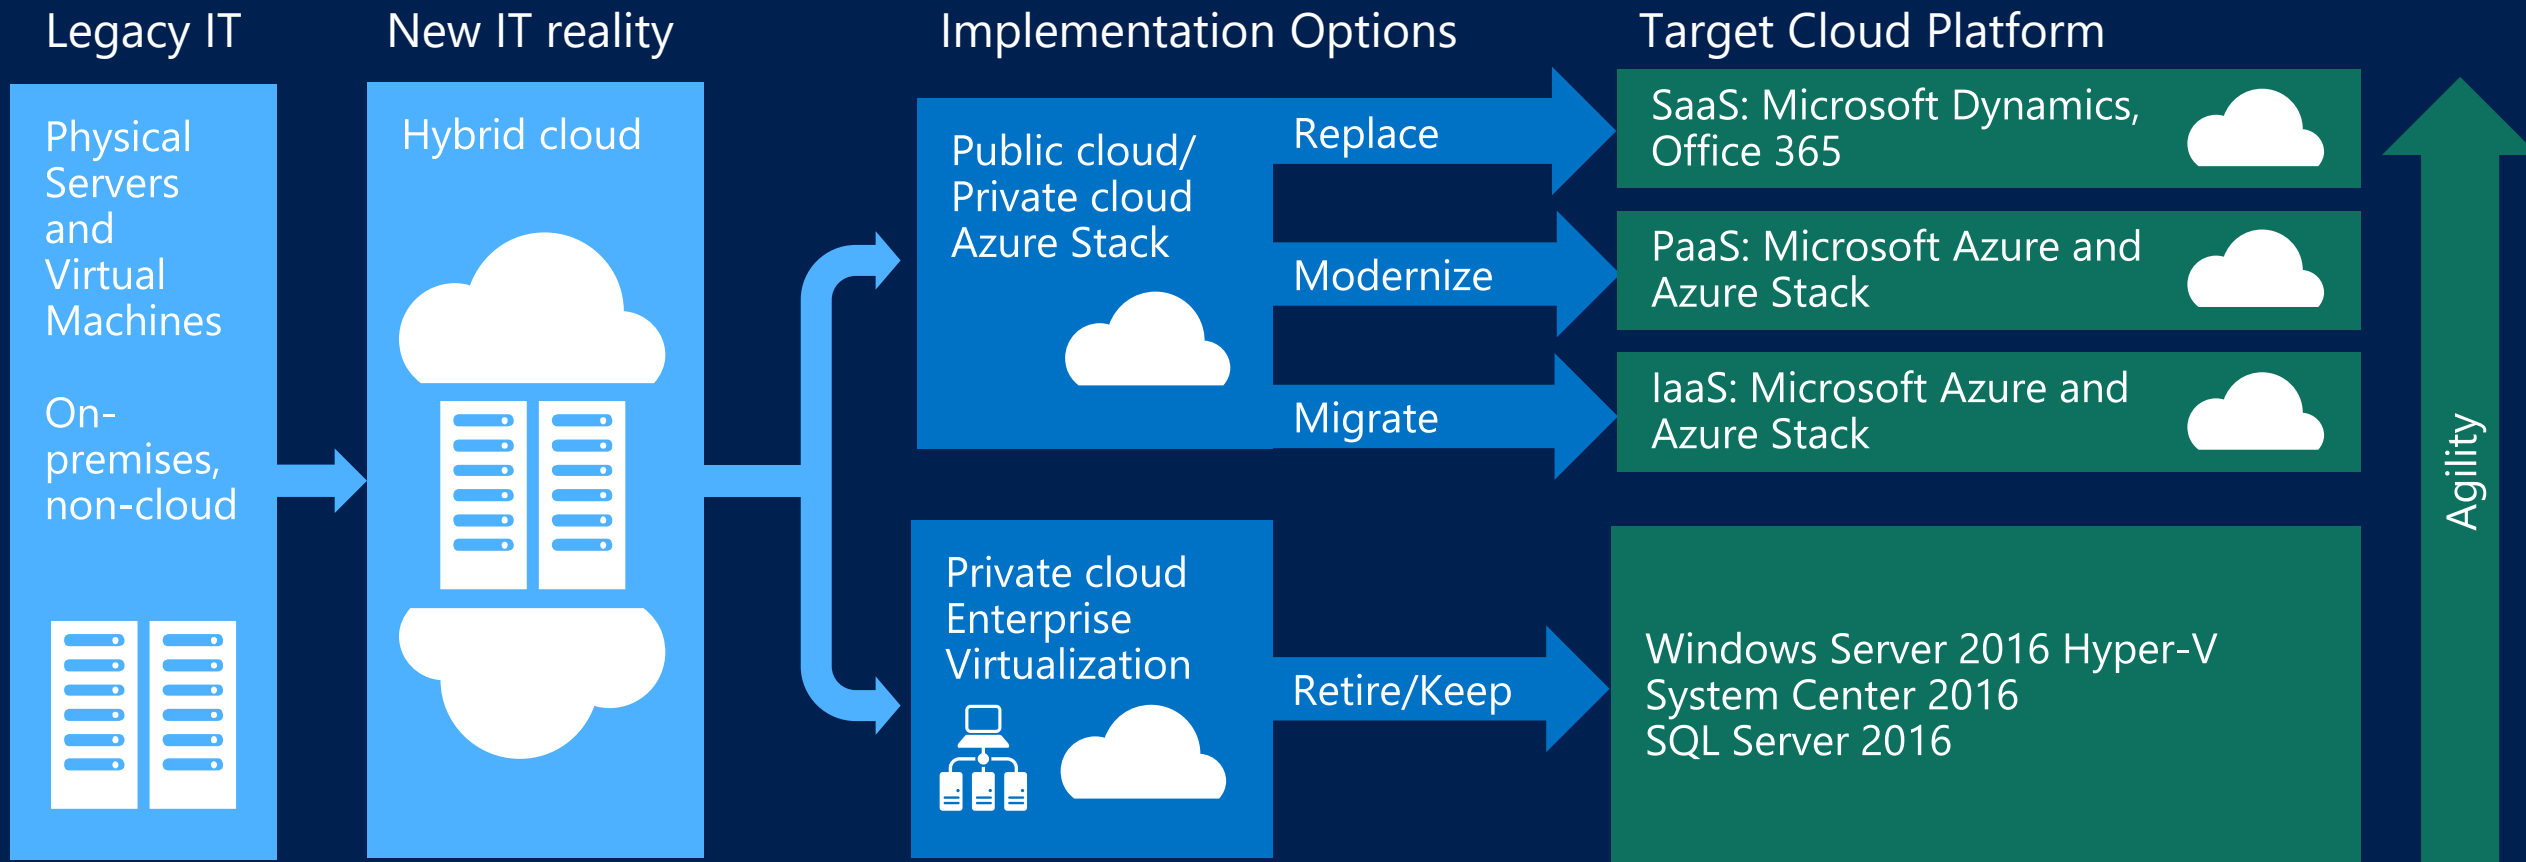 Legacy IT
New IT reality
Implementation Options
Target Cloud Platform
Physical
Servers
and
Virtual
Machines
On-
premises,
non-cloud
Hybrid cloud
Public cloud/
Private cloud
Azure Stack
Replace
Modernize
Migrate
Private cloud
Enterprise
Virtualization
Retire/Keep
SaaS: Microsoft Dynamics,
Office 365
PaaS: Microsoft Azure and
Azure Stack
IaaS: Microsoft Azure and
Azure Stack
Windows Server 2016 Hyper-V
System Center 2016
SQL Server 2016
Agility